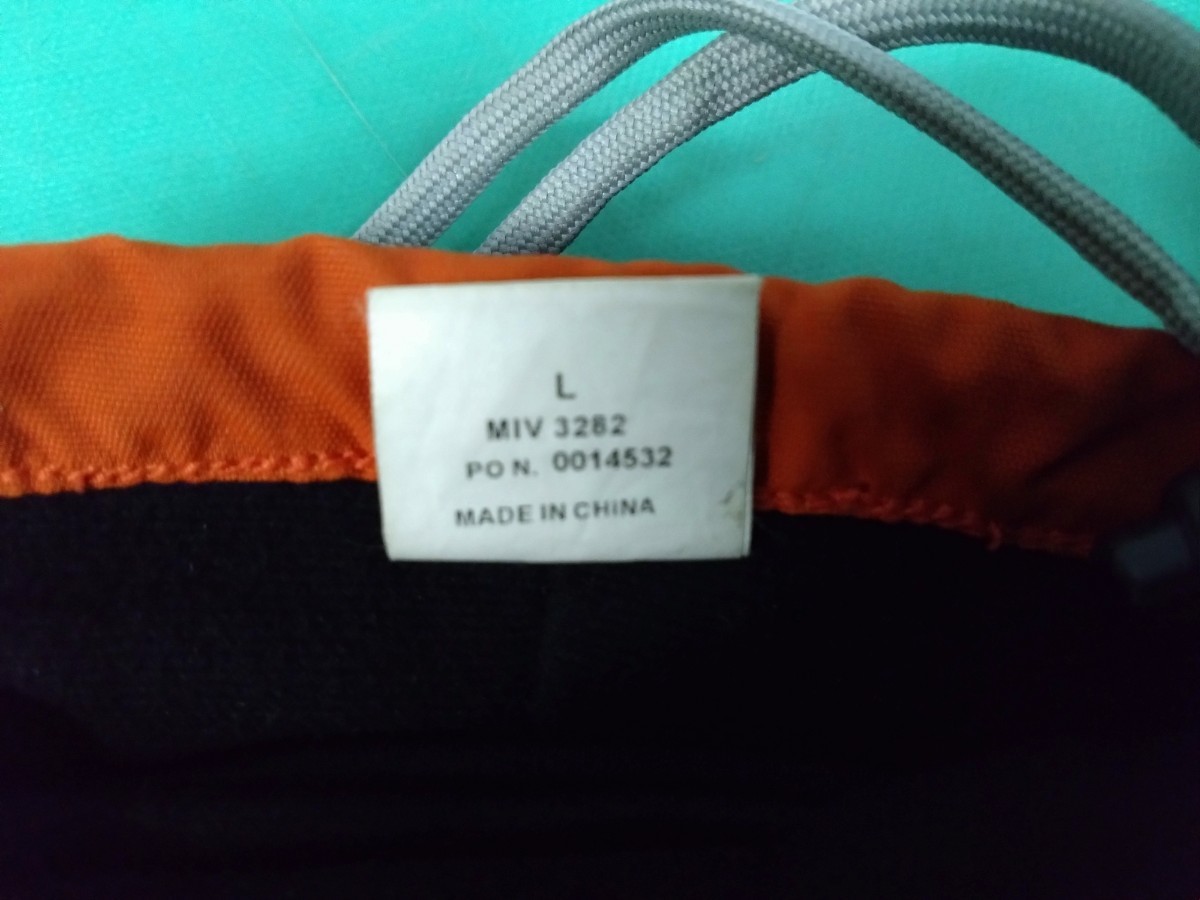 L
MIV 3282
PO N. 0014532
MADE IN CHINA